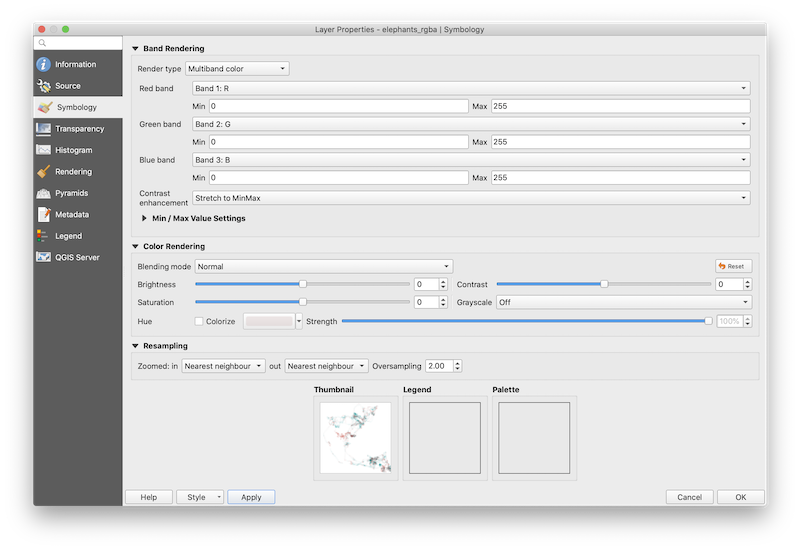 Layer Properties - elephants_rgba | Symbology
Information
Source
Symbology
Transparency
Histogram
Rendering
Pyramids
Metadata
Legend
QGIS Server
Band Rendering
Render type Multiband color
Red band Band 1: R
Min 0 Max 255
Green band Band 2: G
Min 0 Max 255
Blue band Band 3: B
Min 0 Max 255
Contrast
enhancement Stretch to MinMax
Min / Max Value Settings
Color Rendering
Blending mode Normal Reset
Brightness 0 Contrast 0
Saturation 0 Grayscale Off
Hue Colorize Strength 100%
Resampling
Zoomed: in Nearest neighbour out Nearest neighbour Oversampling 2.00
Thumbnail Legend Palette
Help Style Apply Cancel OK